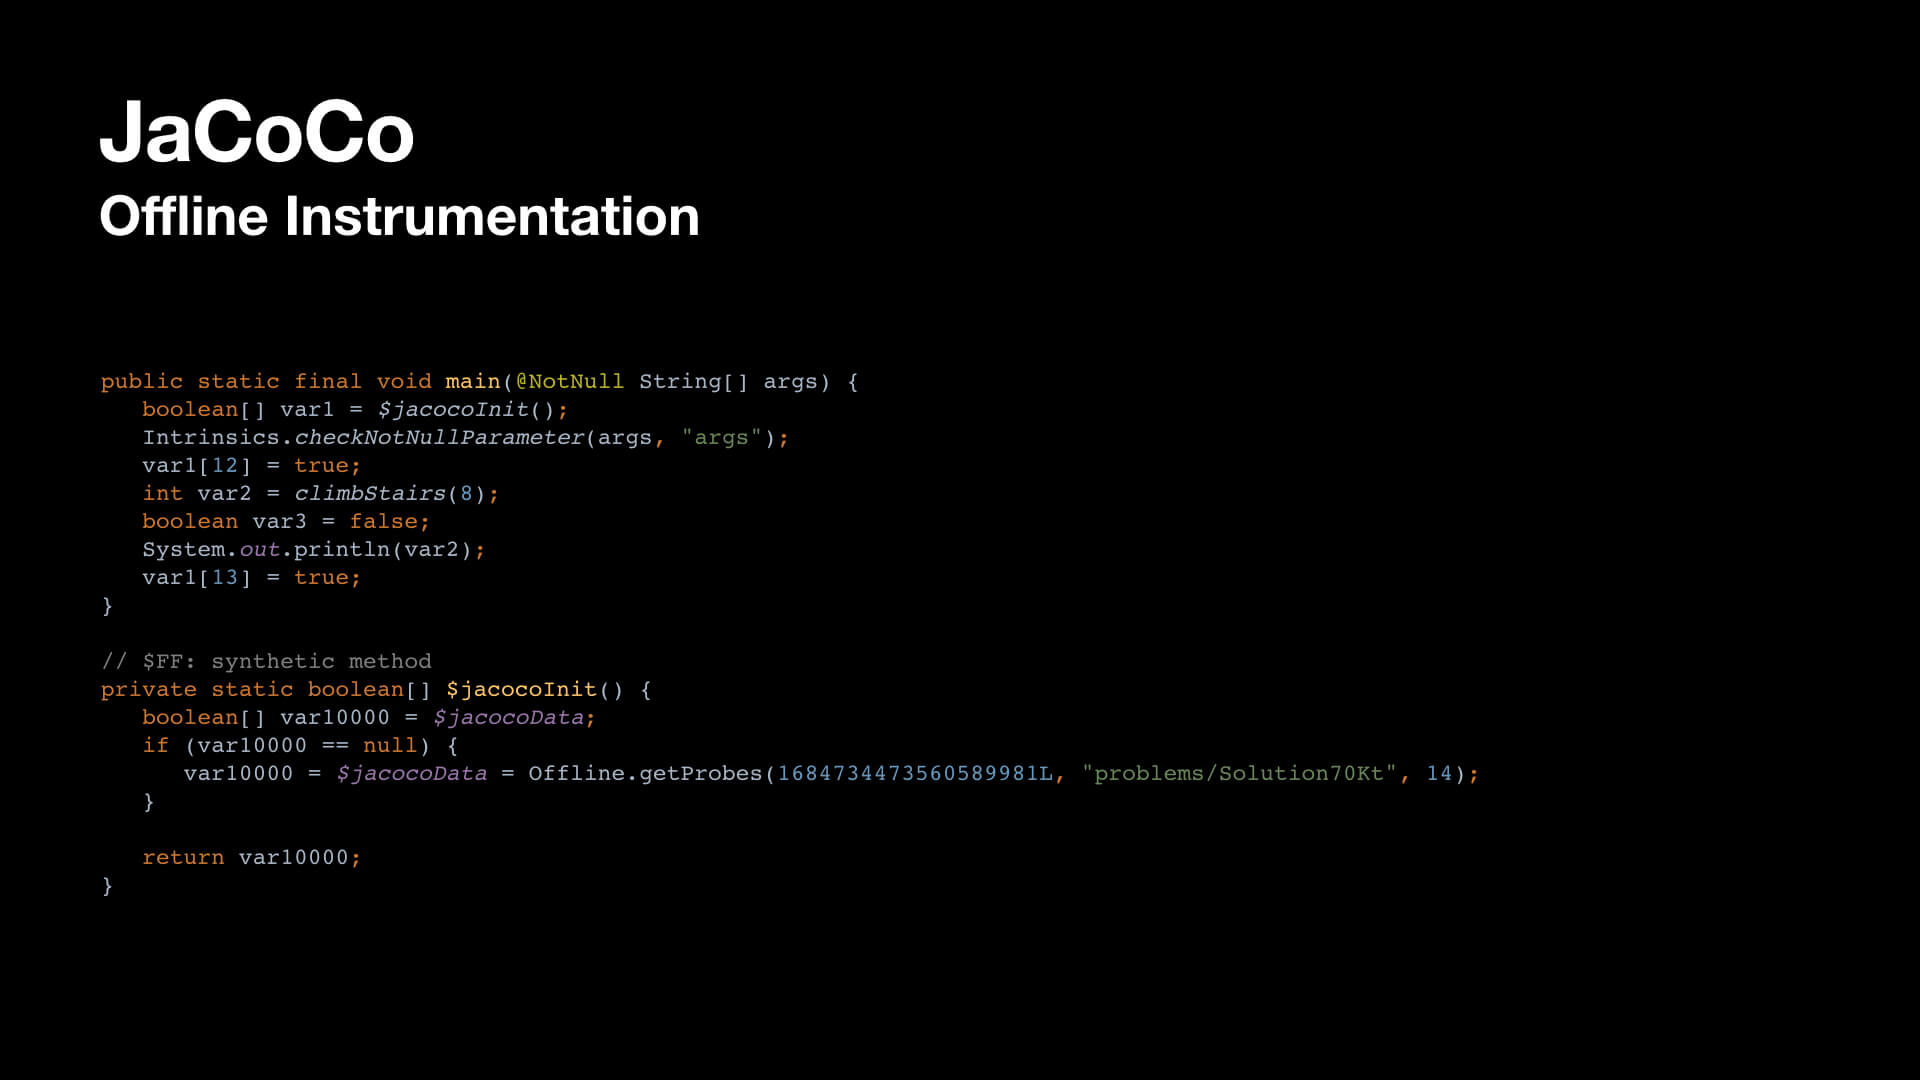 JaCoCo
Offline Instrumentation
public static final void main(@NotNull String[] args) {
   boolean[] var1 = $jacocoInit();
   Intrinsics.checkNotNullParameter(args, "args");
   var1[12] = true;
   int var2 = climbStairs(8);
   boolean var3 = false;
   System.out.println(var2);
   var1[13] = true;
}
// $FF: synthetic method
private static boolean[] $jacocoInit() {
   boolean[] var10000 = $jacocoData;
   if (var10000 == null) {
      var10000 = $jacocoData = Offline.getProbes(1684734473560589981L, "problems/Solution70Kt", 14);
   }
   return var10000;
}